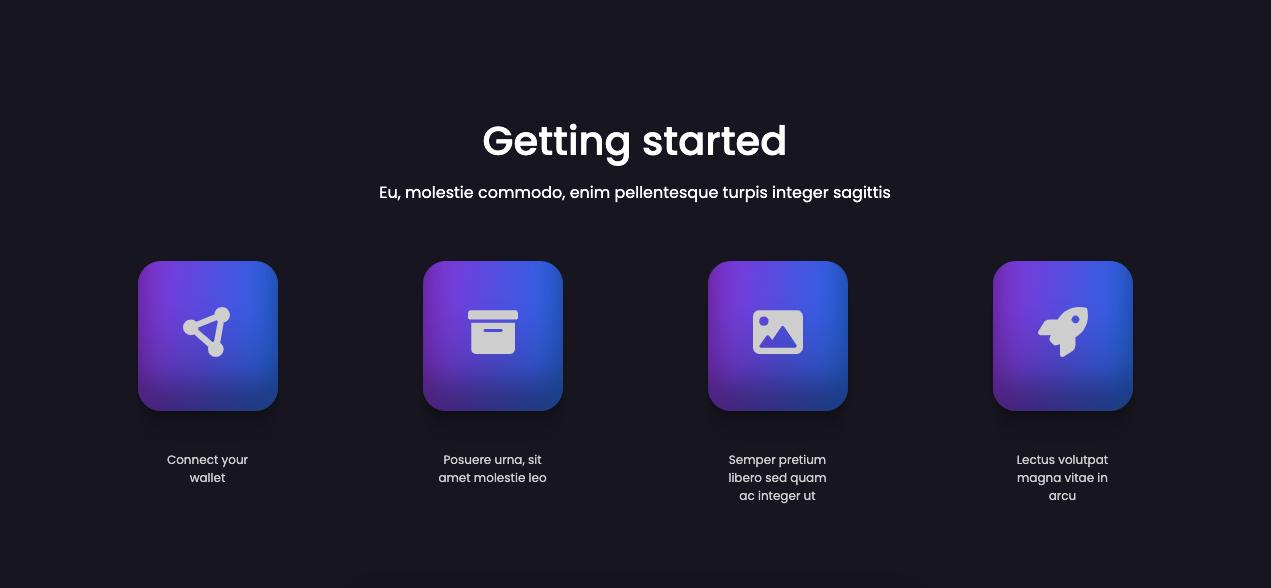 Getting started
Eu, molestie commodo, enim pellentesque turpis integer sagittis
Connect your
wallet
Posuere urna, sit
amet molestie leo
Semper pretium
libero sed quam
ac integer ut
Lectus volutpat
magna vitae in
arcu